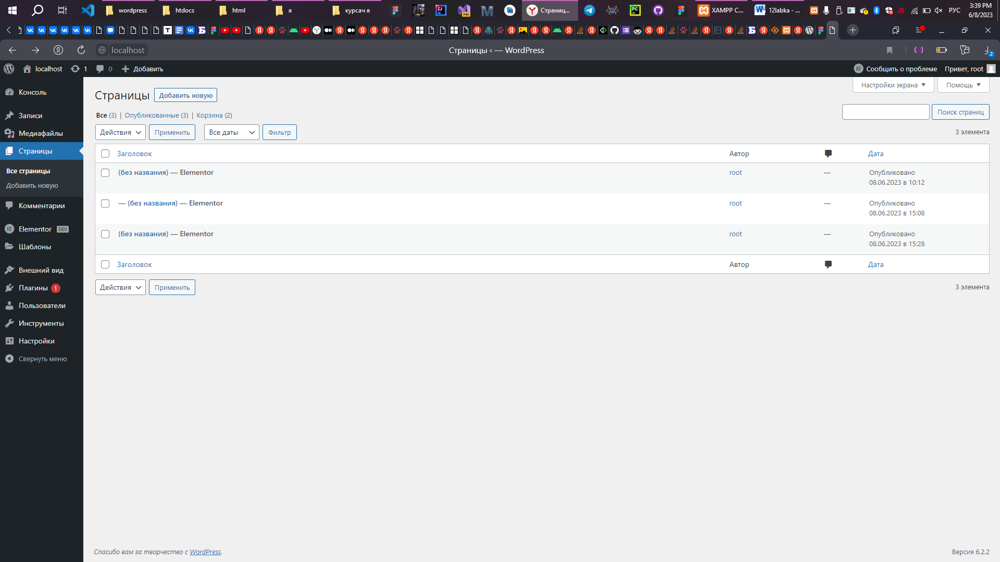 wordpress
htdocs
html
я
курсач я
Страниц...
XAMPP C...
12labka - ...
РУС
3:39 PM
6/8/2023
localhost
Страницы ‹ — WordPress
2
localhost
1
0
Добавить
Сообщить о проблеме
Привет, root
Консоль
Записи
Медиафайлы
Страницы
Все страницы
Добавить новую
Комментарии
Elementor DEV
Шаблоны
Внешний вид
Плагины 1
Пользователи
Инструменты
Настройки
Свернуть меню
Настройки экрана
Помощь
Страницы
Добавить новую
Все (3) | Опубликованные (3) | Корзина (2)
Поиск страниц
Действия
Применить
Все даты
Фильтр
3 элемента
Заголовок Автор Дата
(без названия) — Elementor root — Опубликовано
08.06.2023 в 10:12
— (без названия) — Elementor root — Опубликовано
08.06.2023 в 15:08
(без названия) — Elementor root — Опубликовано
08.06.2023 в 15:28
Заголовок Автор Дата
Действия
Применить
3 элемента
Спасибо вам за творчество с WordPress.
Версия 6.2.2